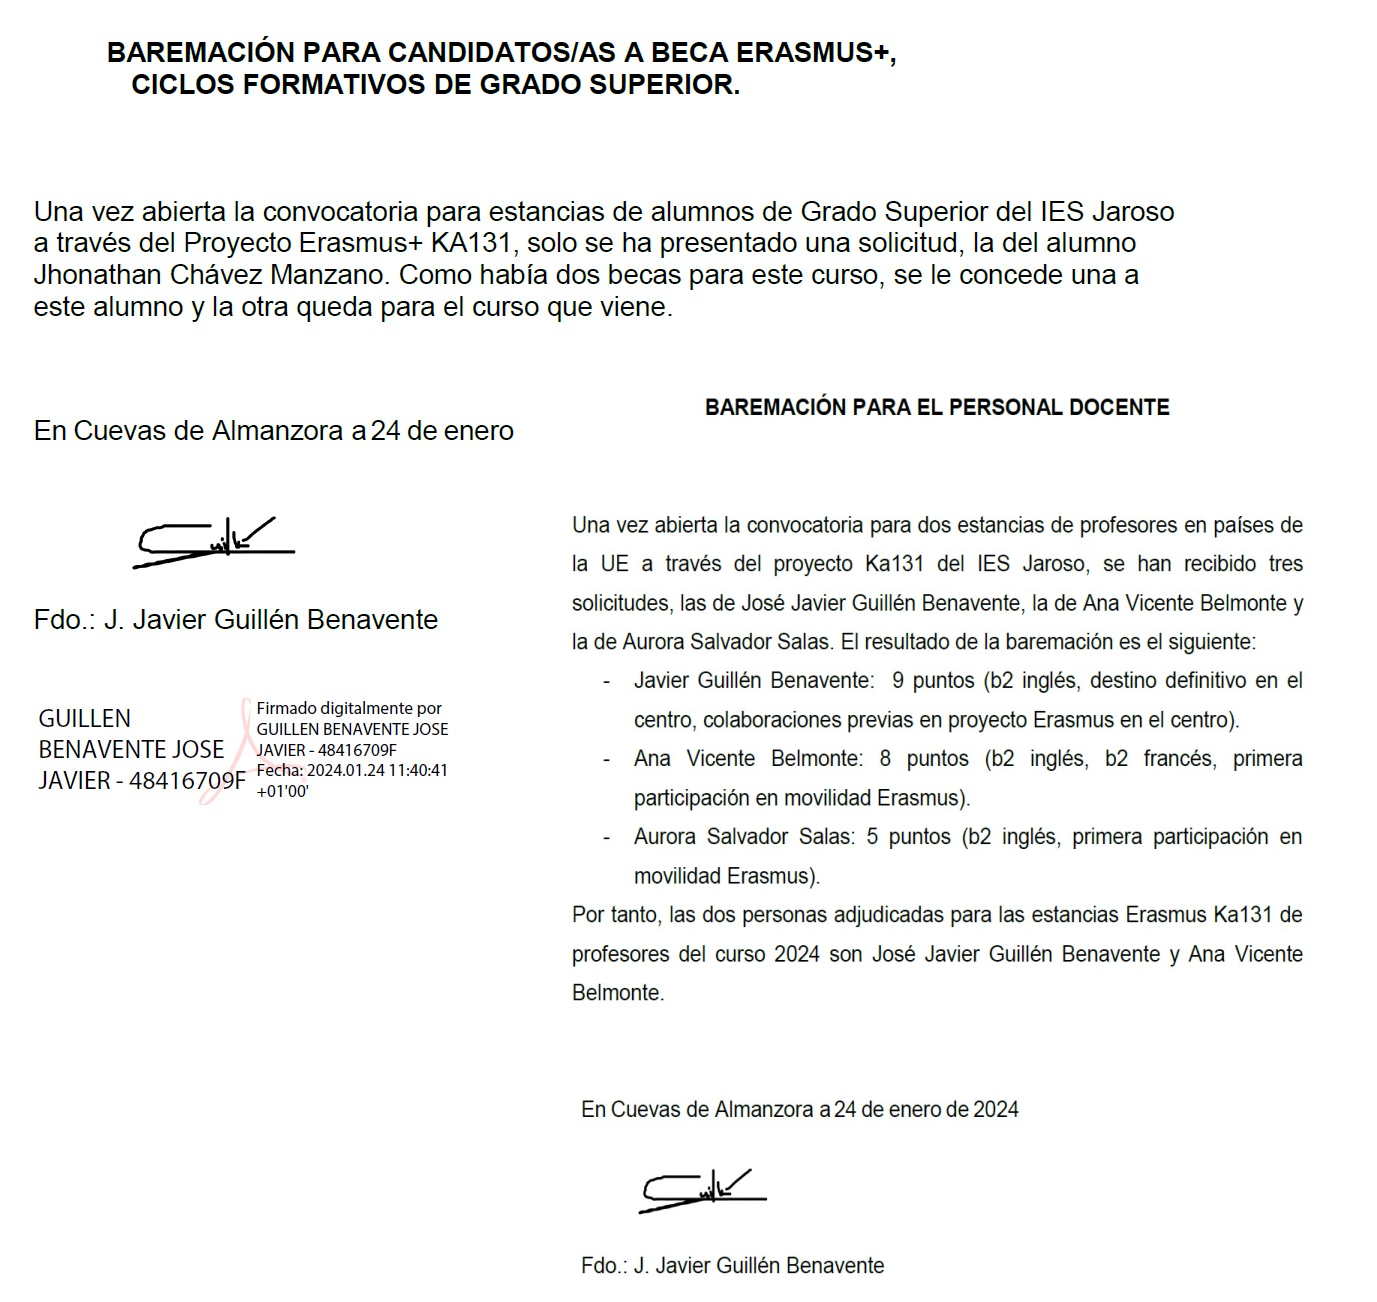 BAREMACIÓN PARA CANDIDATOS/AS A BECA ERASMUS+,
CICLOS FORMATIVOS DE GRADO SUPERIOR.
Una vez abierta la convocatoria para estancias de alumnos de Grado Superior del IES Jaroso
a través del Proyecto Erasmus+ KA131, solo se ha presentado una solicitud, la del alumno
Jhonathan Chávez Manzano. Como había dos becas para este curso, se le concede una a
este alumno y la otra queda para el curso que viene.
En Cuevas de Almanzora a 24 de enero
Fdo.: J. Javier Guillén Benavente
GUILLEN
BENAVENTE JOSE
JAVIER - 48416709F
Firmado digitalmente por
GUILLEN BENAVENTE JOSE
JAVIER - 48416709F
Fecha: 2024.01.24 11:40:41
+01'00'
BAREMACIÓN PARA EL PERSONAL DOCENTE
Una vez abierta la convocatoria para dos estancias de profesores en países de
la UE a través del proyecto Ka131 del IES Jaroso, se han recibido tres
solicitudes, las de José Javier Guillén Benavente, la de Ana Vicente Belmonte y
la de Aurora Salvador Salas. El resultado de la baremación es el siguiente:
- Javier Guillén Benavente: 9 puntos (b2 inglés, destino definitivo en el
centro, colaboraciones previas en proyecto Erasmus en el centro).
- Ana Vicente Belmonte: 8 puntos (b2 inglés, b2 francés, primera
participación en movilidad Erasmus).
- Aurora Salvador Salas: 5 puntos (b2 inglés, primera participación en
movilidad Erasmus).
Por tanto, las dos personas adjudicadas para las estancias Erasmus Ka131 de
profesores del curso 2024 son José Javier Guillén Benavente y Ana Vicente
Belmonte.
En Cuevas de Almanzora a 24 de enero de 2024
Fdo.: J. Javier Guillén Benavente